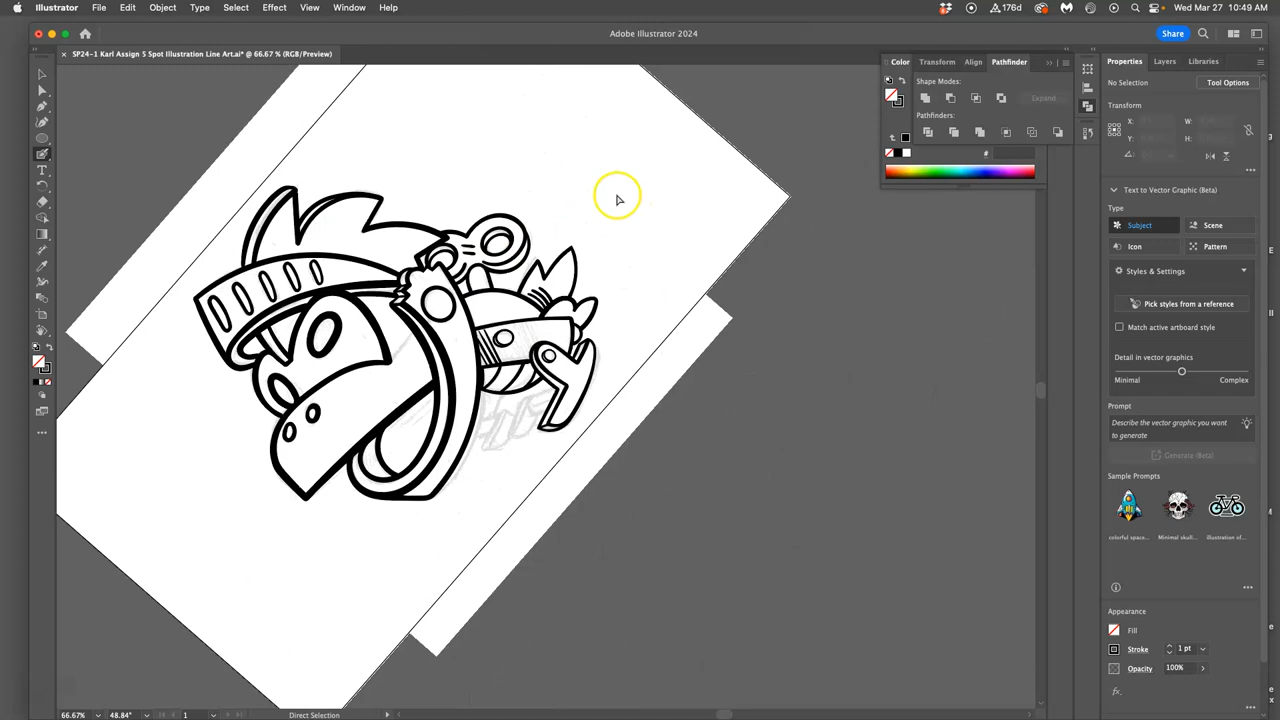 Illustrator File Edit Object Type Select Effect View Window Help 176d Wed Mar 27 10:49 AM
Adobe Illustrator 2024 Share
SP24-1 Karl Assign 5 Spot Illustration Line Art.ai* @ 66.67 % (RGB/Preview)
Color Transform Align Pathfinder
Shape Modes:
Expand
Pathfinders:
#
Properties Layers Libraries
No Selection Tool Options
Transform
X: W:
Y: H:
Text to Vector Graphic (Beta)
Type
Subject Scene
Icon Pattern
Styles & Settings
Pick styles from a reference
Match active artboard style
Detail in vector graphics
Minimal Complex
Prompt
Describe the vector graphic you want
to generate
Generate (Beta)
Sample Prompts
colorful space... Minimal skull... illustration of...
Appearance
Fill
Stroke 1 pt
Opacity 100%
fx.
66.67% 48.84° 1 Direct Selection